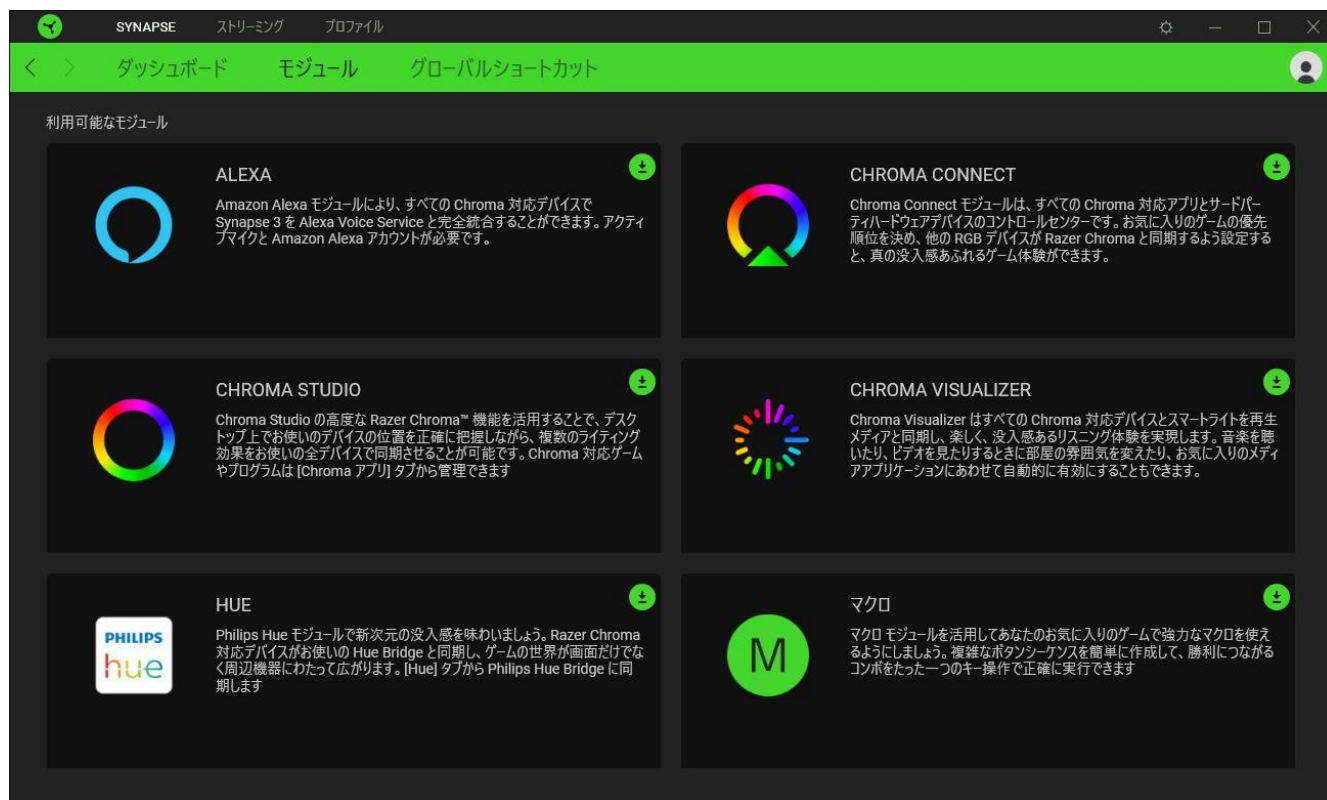 SYNAPSE ストリーミング プロファイル
ダッシュボード モジュール グローバルショートカット
利用可能なモジュール
ALEXA
Amazon Alexa モジュールにより、すべての Chroma 対応デバイスで
Synapse 3 を Alexa Voice Service と完全統合することができます。アクティ
ブマイクと Amazon Alexa アカウントが必要です。
CHROMA CONNECT
Chroma Connect モジュールは、すべての Chroma 対応アプリとサードパー
ティハードウェアデバイスのコントロールセンターです。お気に入りのゲームの優先
順位を決め、他の RGB デバイスが Razer Chroma と同期するよう設定する
と、真の没入感あふれるゲーム体験ができます。
CHROMA STUDIO
Chroma Studio の高度な Razer Chroma™ 機能を活用することで、デスク
トップ上でお使いのデバイスの位置を正確に把握しながら、複数のライティング
効果をお使いの全デバイスで同期させることが可能です。Chroma 対応ゲーム
やプログラムは [Chroma アプリ] タブから管理できます
CHROMA VISUALIZER
Chroma Visualizer はすべての Chroma 対応デバイスとスマートライトを再生
メディアと同期し、楽しく、没入感あるリスニング体験を実現します。音楽を聴
いたり、ビデオを見たりするときに部屋の雰囲気を変えたり、お気に入りのメディ
アアプリケーションにあわせて自動的に有効にすることもできます。
PHILIPS
hue
HUE
Philips Hue モジュールで新次元の没入感を味わいましょう。Razer Chroma
対応デバイスがお使いの Hue Bridge と同期し、ゲームの世界が画面だけでな
く周辺機器にわたって広がります。[Hue] タブから Philips Hue Bridge に同
期します
M
マクロ
マクロ モジュールを活用してあなたのお気に入りのゲームで強力なマクロを使え
るようにしましょう。複雑なボタンシーケンスを簡単に作成して、勝利につながる
コンボをたった一つのキー操作で正確に実行できます